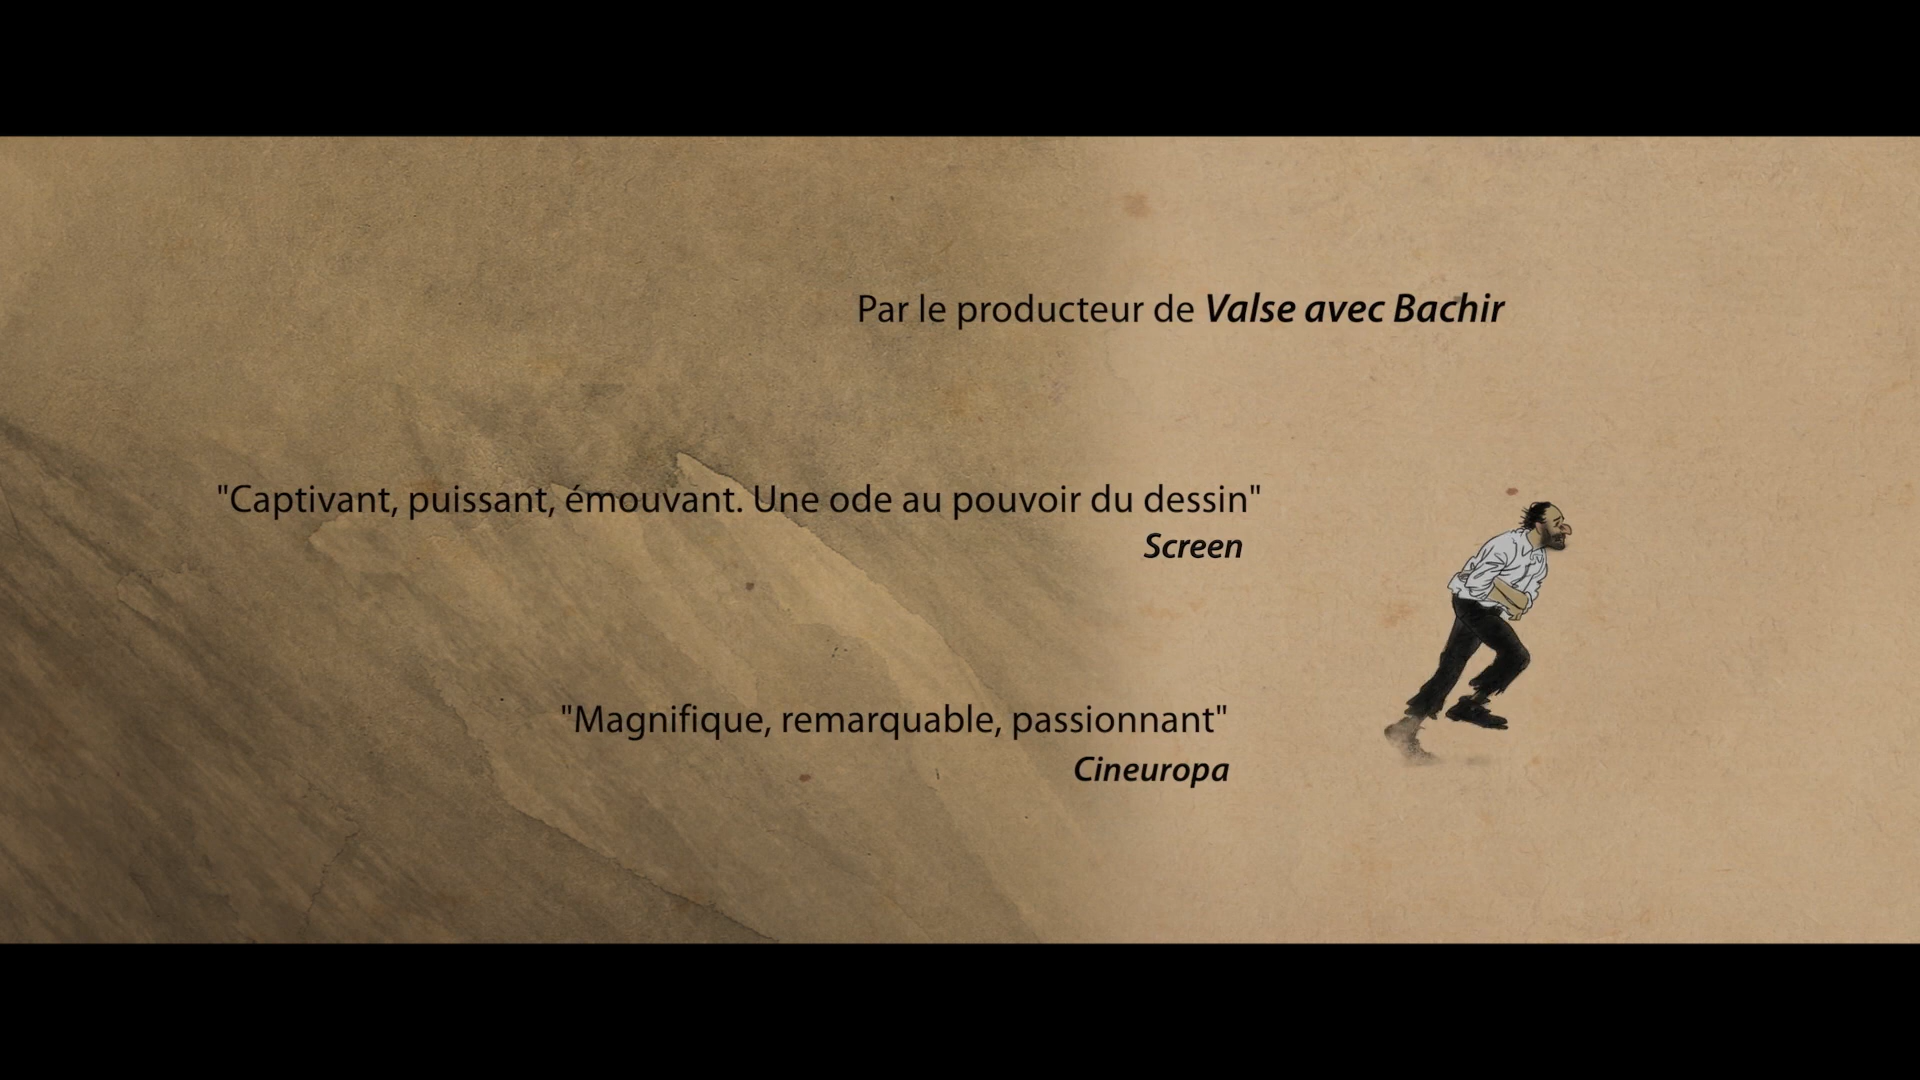 Par le producteur de Valse avec Bachir
"Captivant, puissant, émouvant. Une ode au pouvoir du dessin"
Screen
"Magnifique, remarquable, passionnant"
Cineuropa